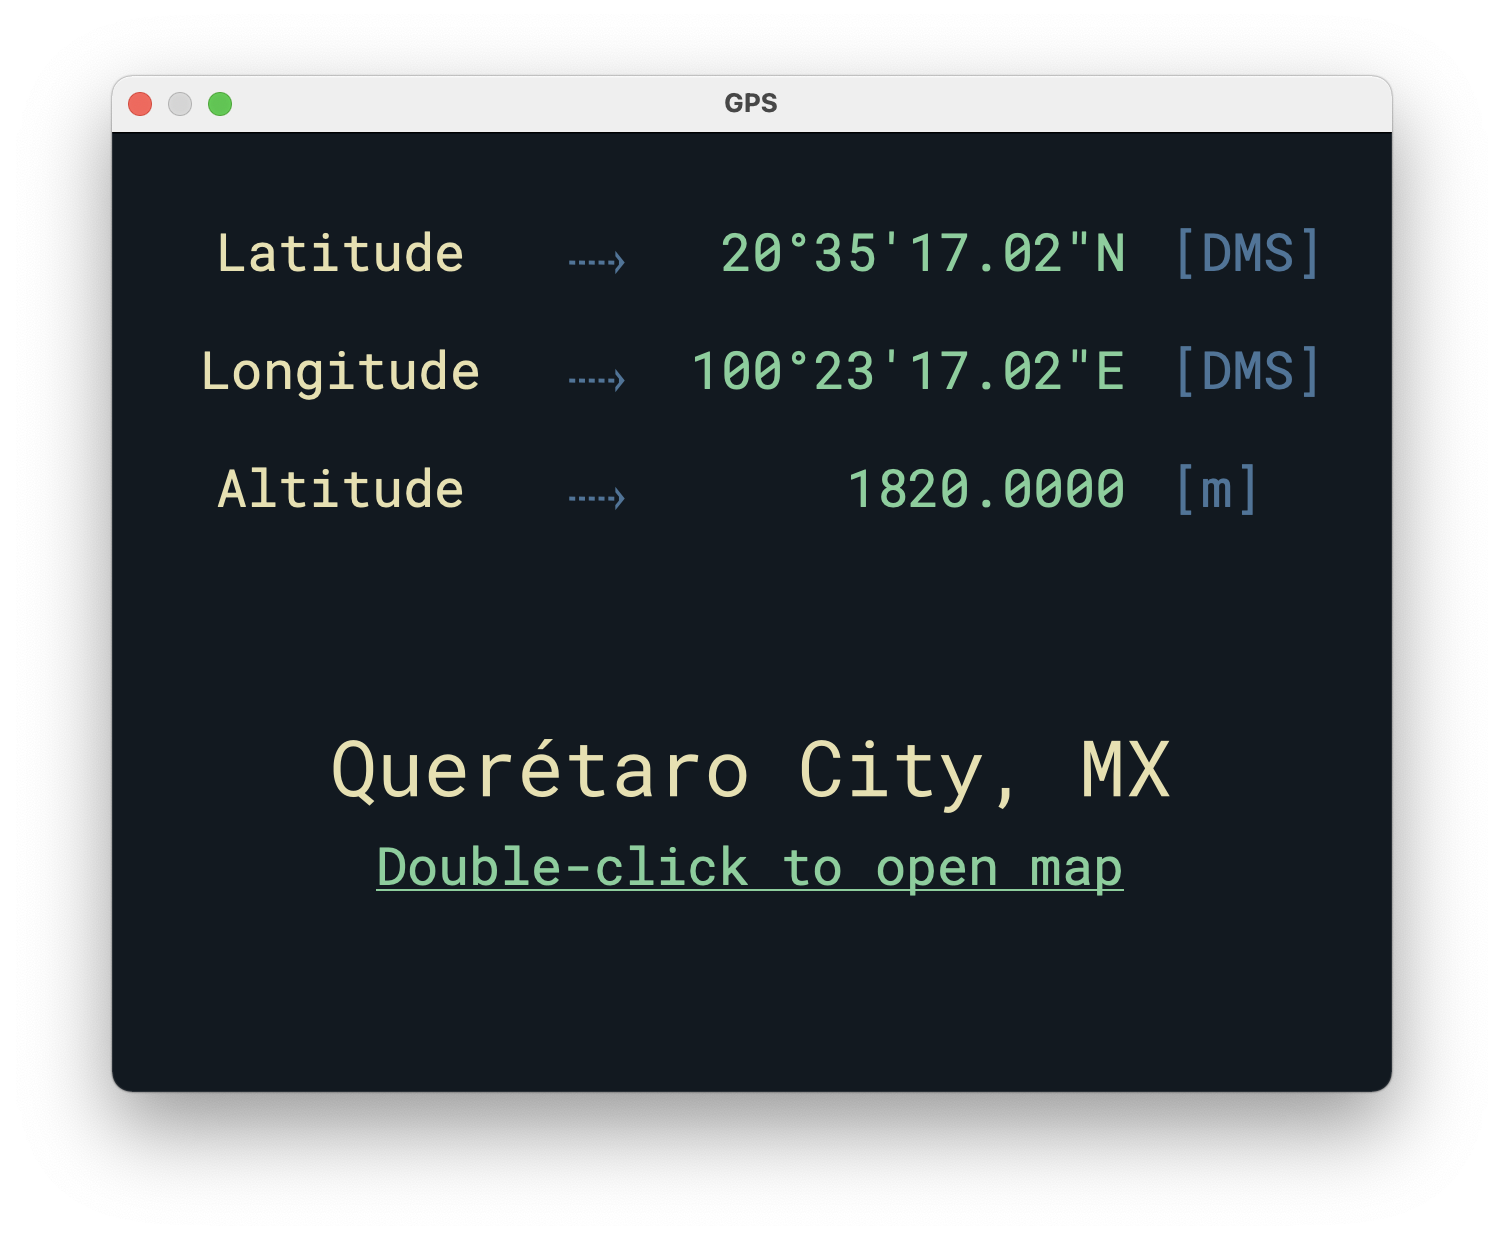 GPS
Latitude ----> 20°35'17.02"N [DMS]
Longitude ----> 100°23'17.02"E [DMS]
Altitude ----> 1820.0000 [m]
Querétaro City, MX
Double-click to open map